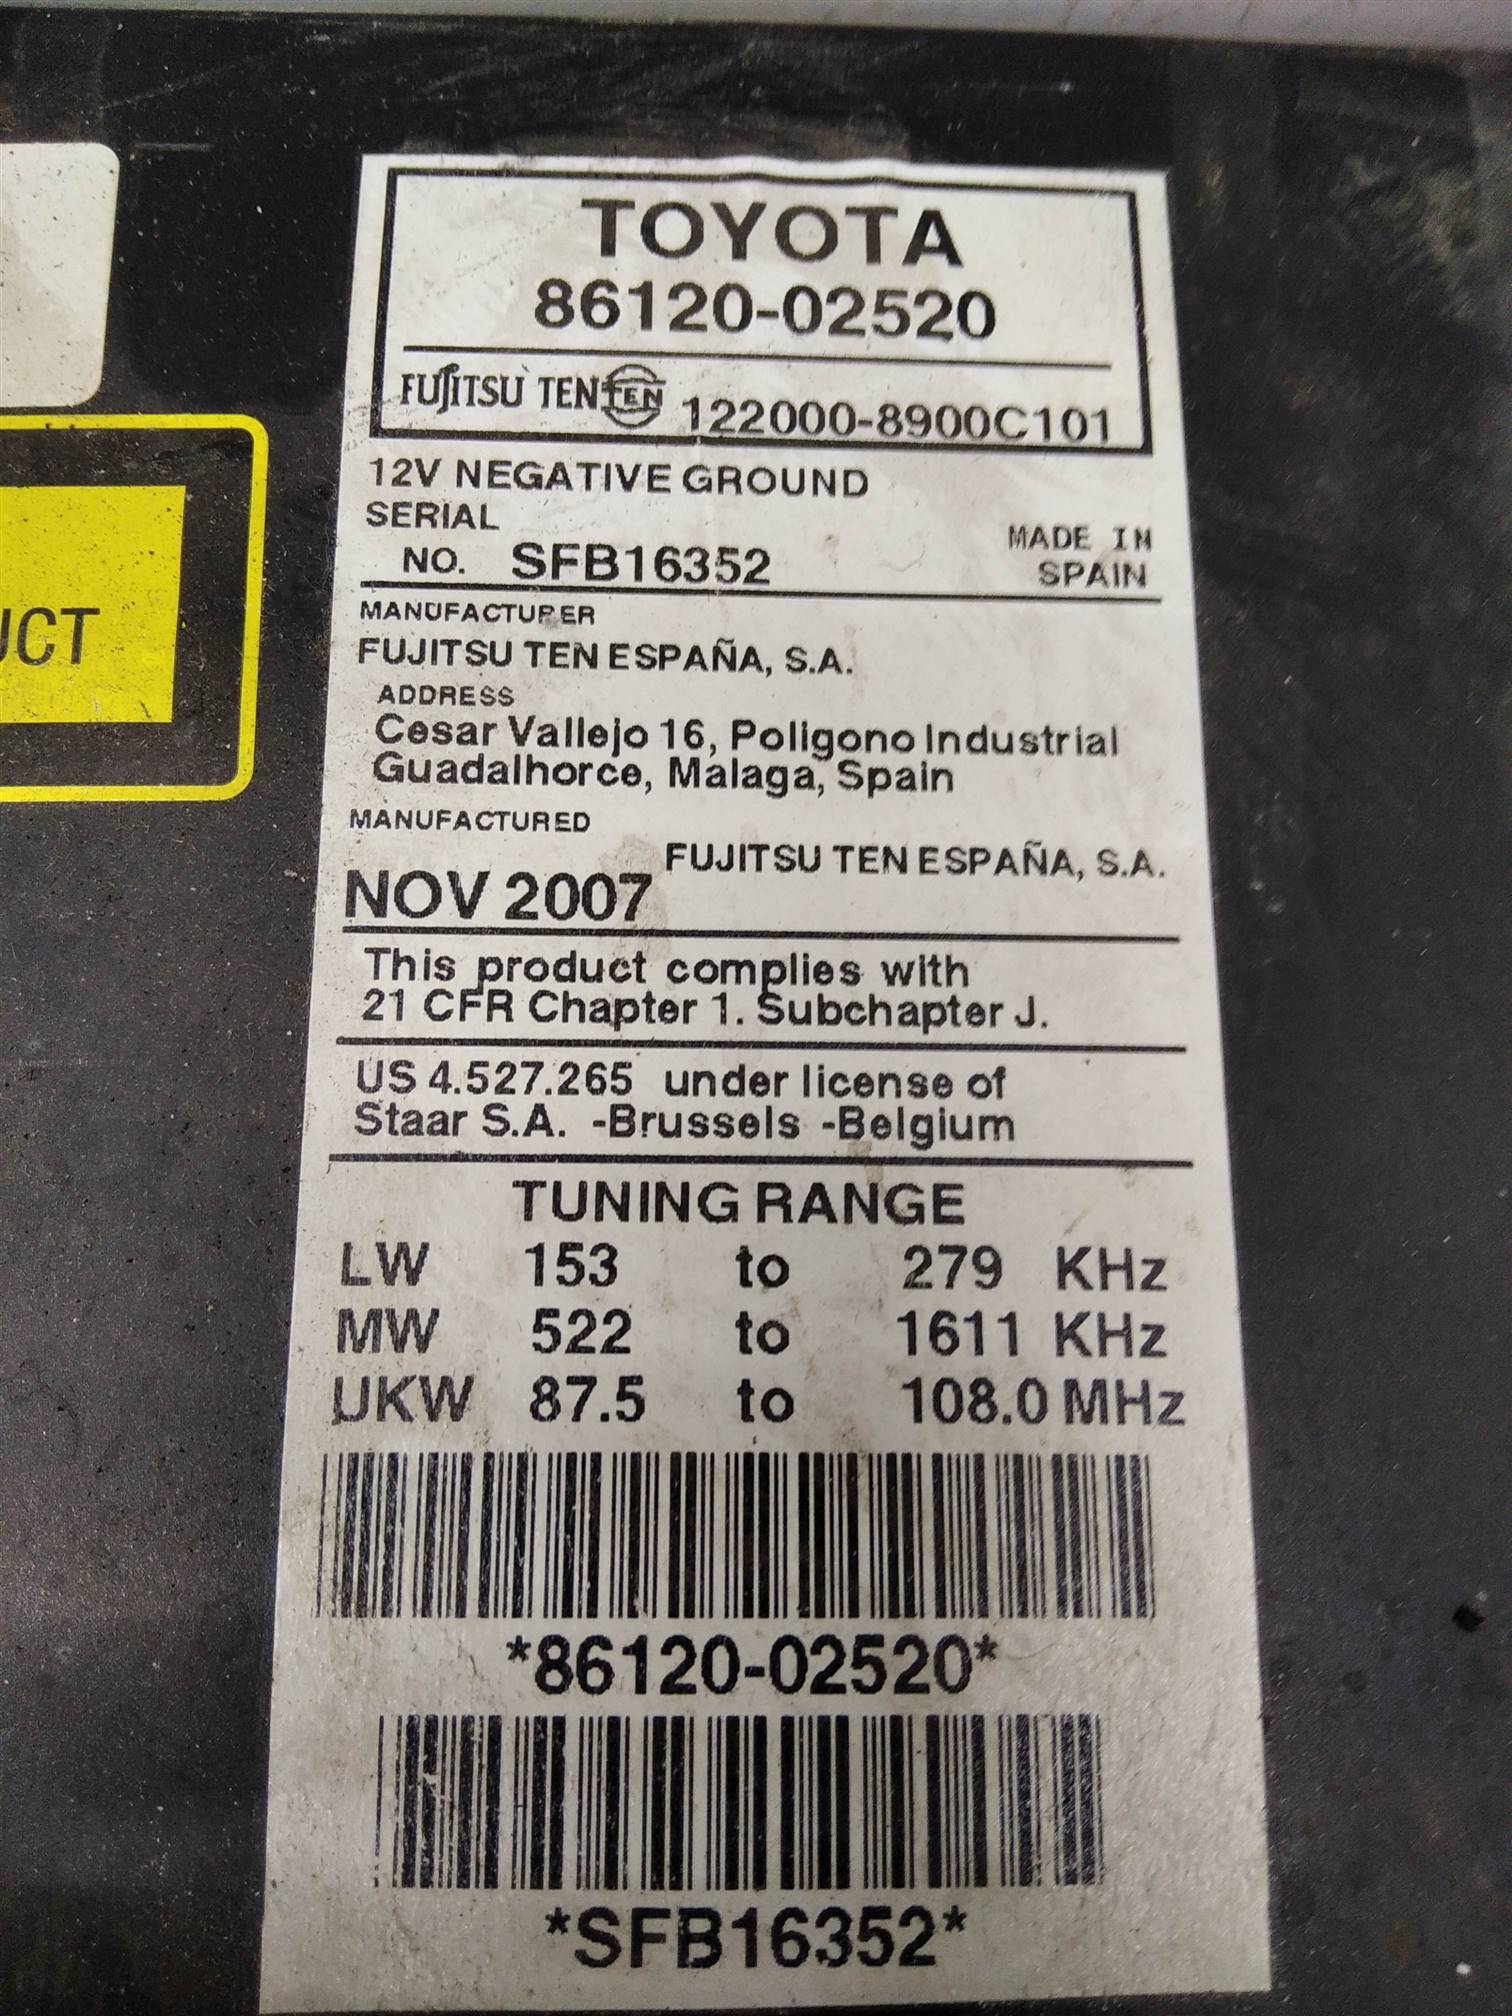 TOYOTA
86120-02520
FUJITSU TEN TEN 122000-8900C101
12V NEGATIVE GROUND
SERIAL
NO. SFB16352
MADE IN
SPAIN
MANUFACTURER
FUJITSU TEN ESPAÑA, S.A.
ADDRESS
Cesar Vallejo 16, Poligono Industrial
Guadalhorce, Malaga, Spain
MANUFACTURED
FUJITSU TEN ESPAÑA, S.A.
NOV 2007
This product complies with
21 CFR Chapter 1. Subchapter J.
US 4.527.265 under license of
Staar S.A. -Brussels -Belgium
TUNING RANGE
LW 153 to 279 KHz
MW 522 to 1611 KHz
UKW 87.5 to 108.0 MHz
*86120-02520*
*SFB16352*